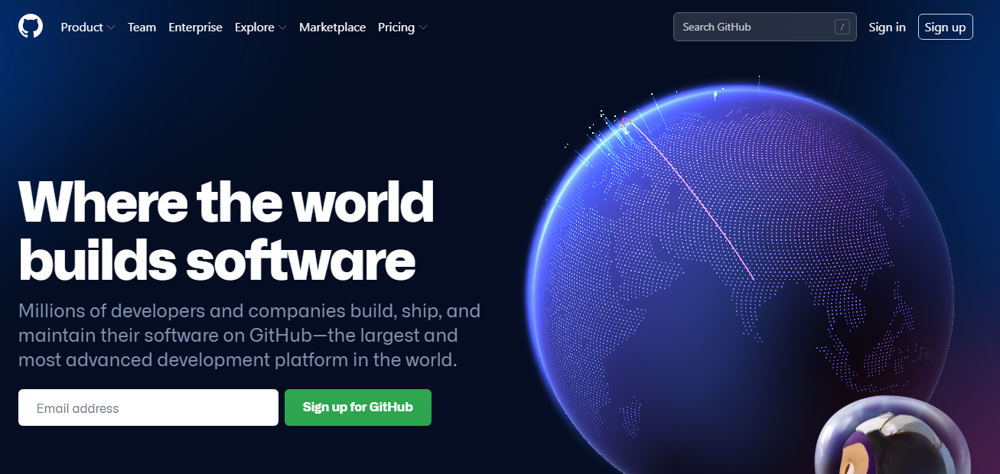 Product Team Enterprise Explore Marketplace Pricing Search GitHub / Sign in Sign up
Where the world
builds software
Millions of developers and companies build, ship, and
maintain their software on GitHub—the largest and
most advanced development platform in the world.
Email address Sign up for GitHub